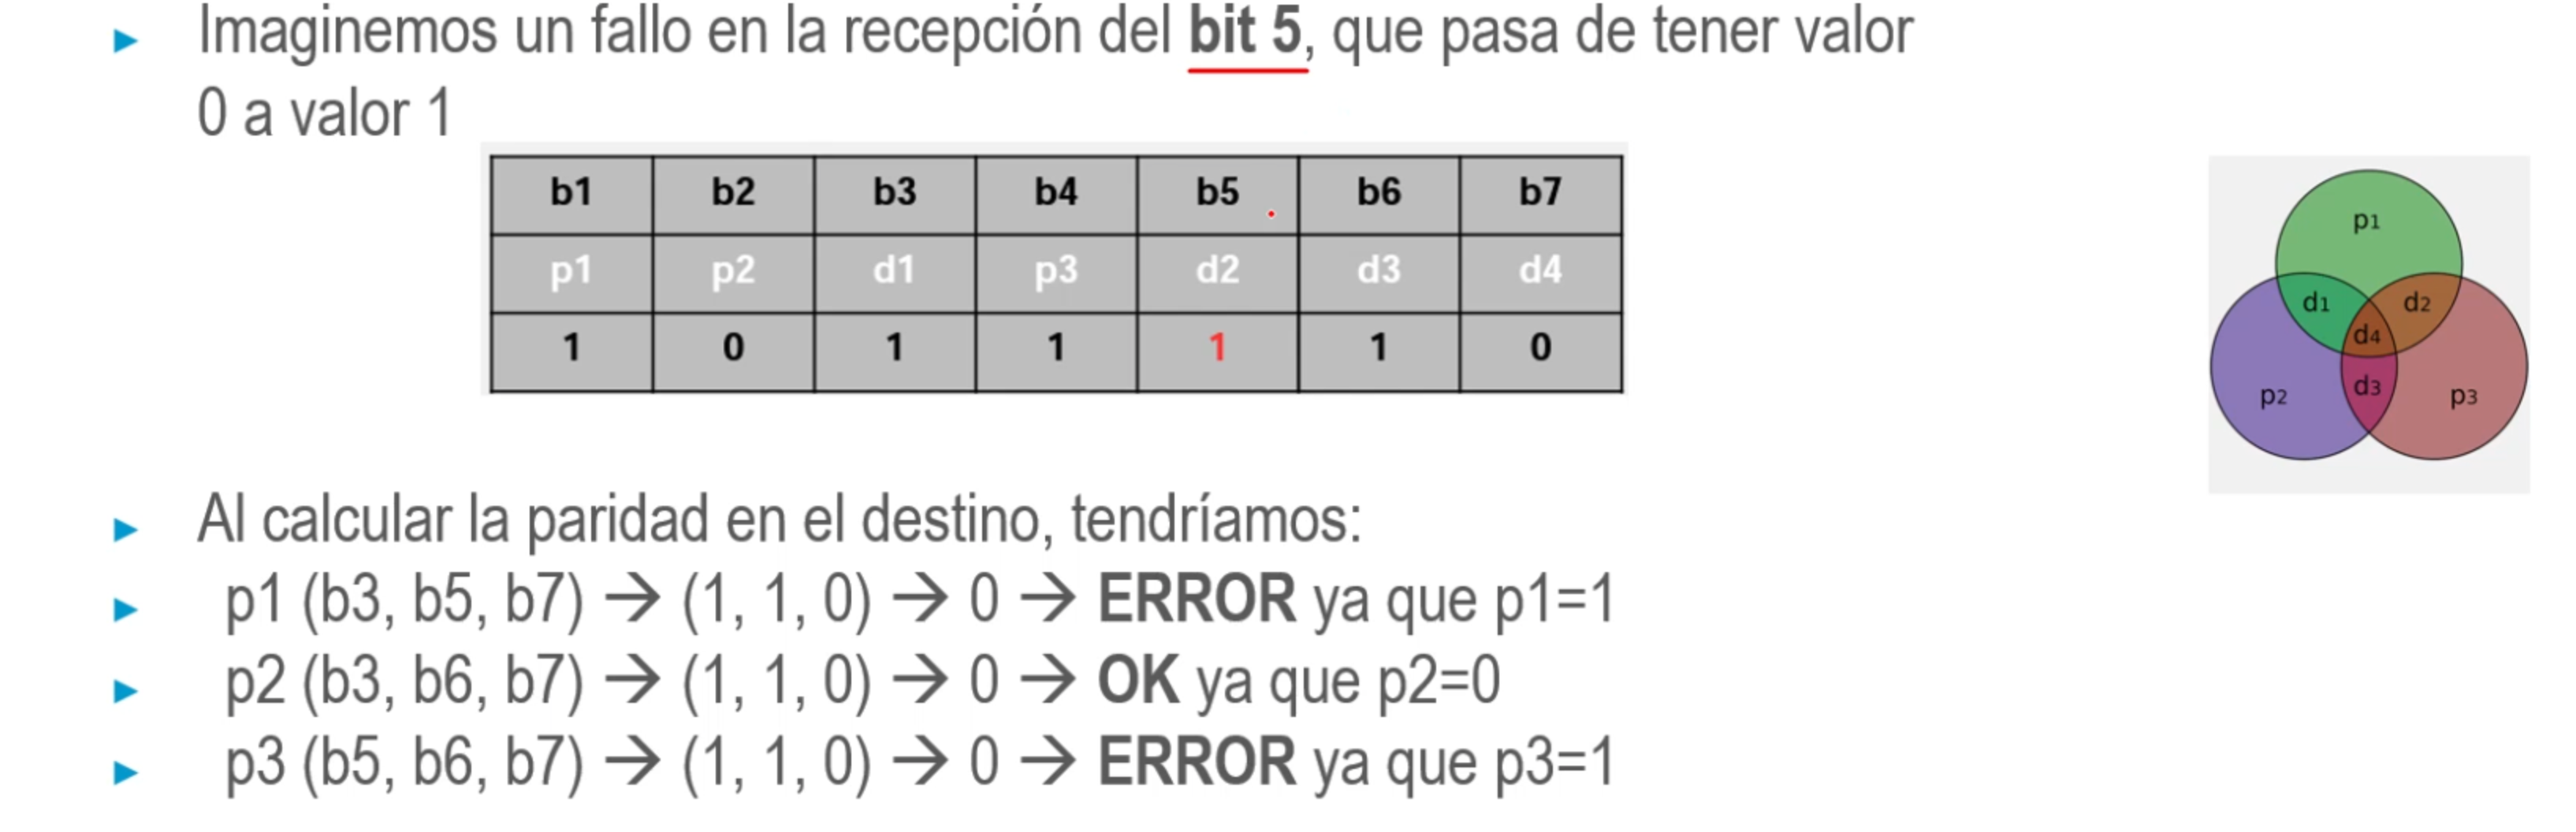 ► Imaginemos un fallo en la recepción del bit 5, que pasa de tener valor
0 a valor 1
b1 b2 b3 b4 b5 b6 b7
p1 p2 d1 p3 d2 d3 d4
1 0 1 1 1 1 0
p1
d1 d2
d4
d3
p2 p3
► Al calcular la paridad en el destino, tendríamos:
► p1 (b3, b5, b7) → (1, 1, 0) → 0 → ERROR ya que p1=1
► p2 (b3, b6, b7) → (1, 1, 0) → 0 → OK ya que p2=0
► p3 (b5, b6, b7) → (1, 1, 0) → 0 → ERROR ya que p3=1